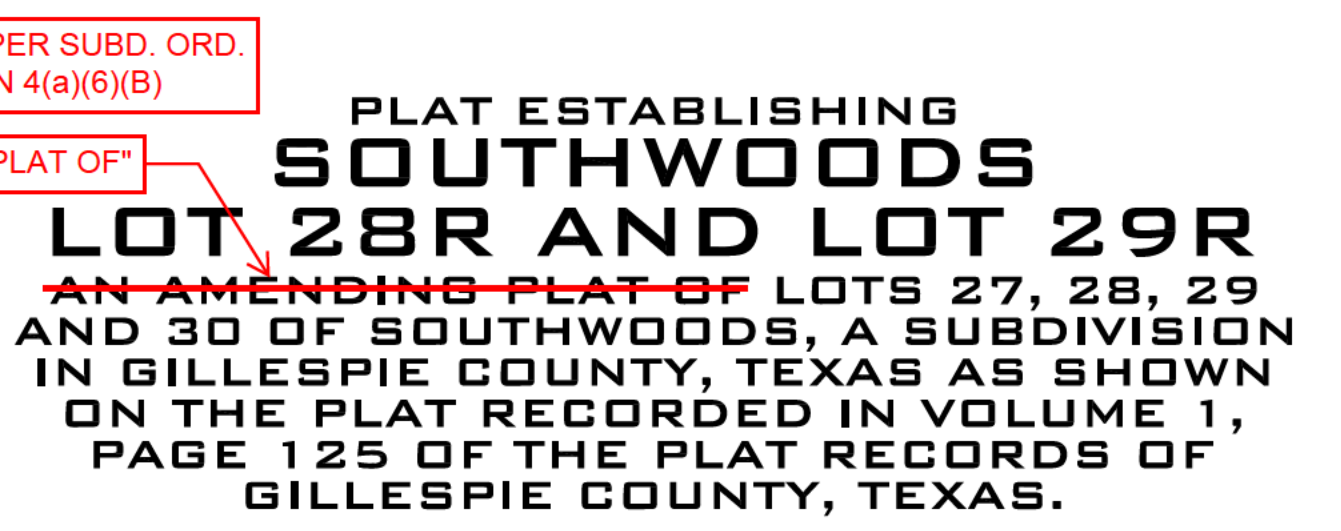 PER SUBD. ORD.
N 4(a)(6)(B)
PLAT OF"
PLAT ESTABLISHING
SOUTHWOODS
LOT 28R AND LOT 29R
AN AMENDING PLAT OF LOTS 27, 28, 29
AND 30 OF SOUTHWOODS, A SUBDIVISION
IN GILLESPIE COUNTY, TEXAS AS SHOWN
ON THE PLAT RECORDED IN VOLUME 1,
PAGE 125 OF THE PLAT RECORDS OF
GILLESPIE COUNTY, TEXAS.